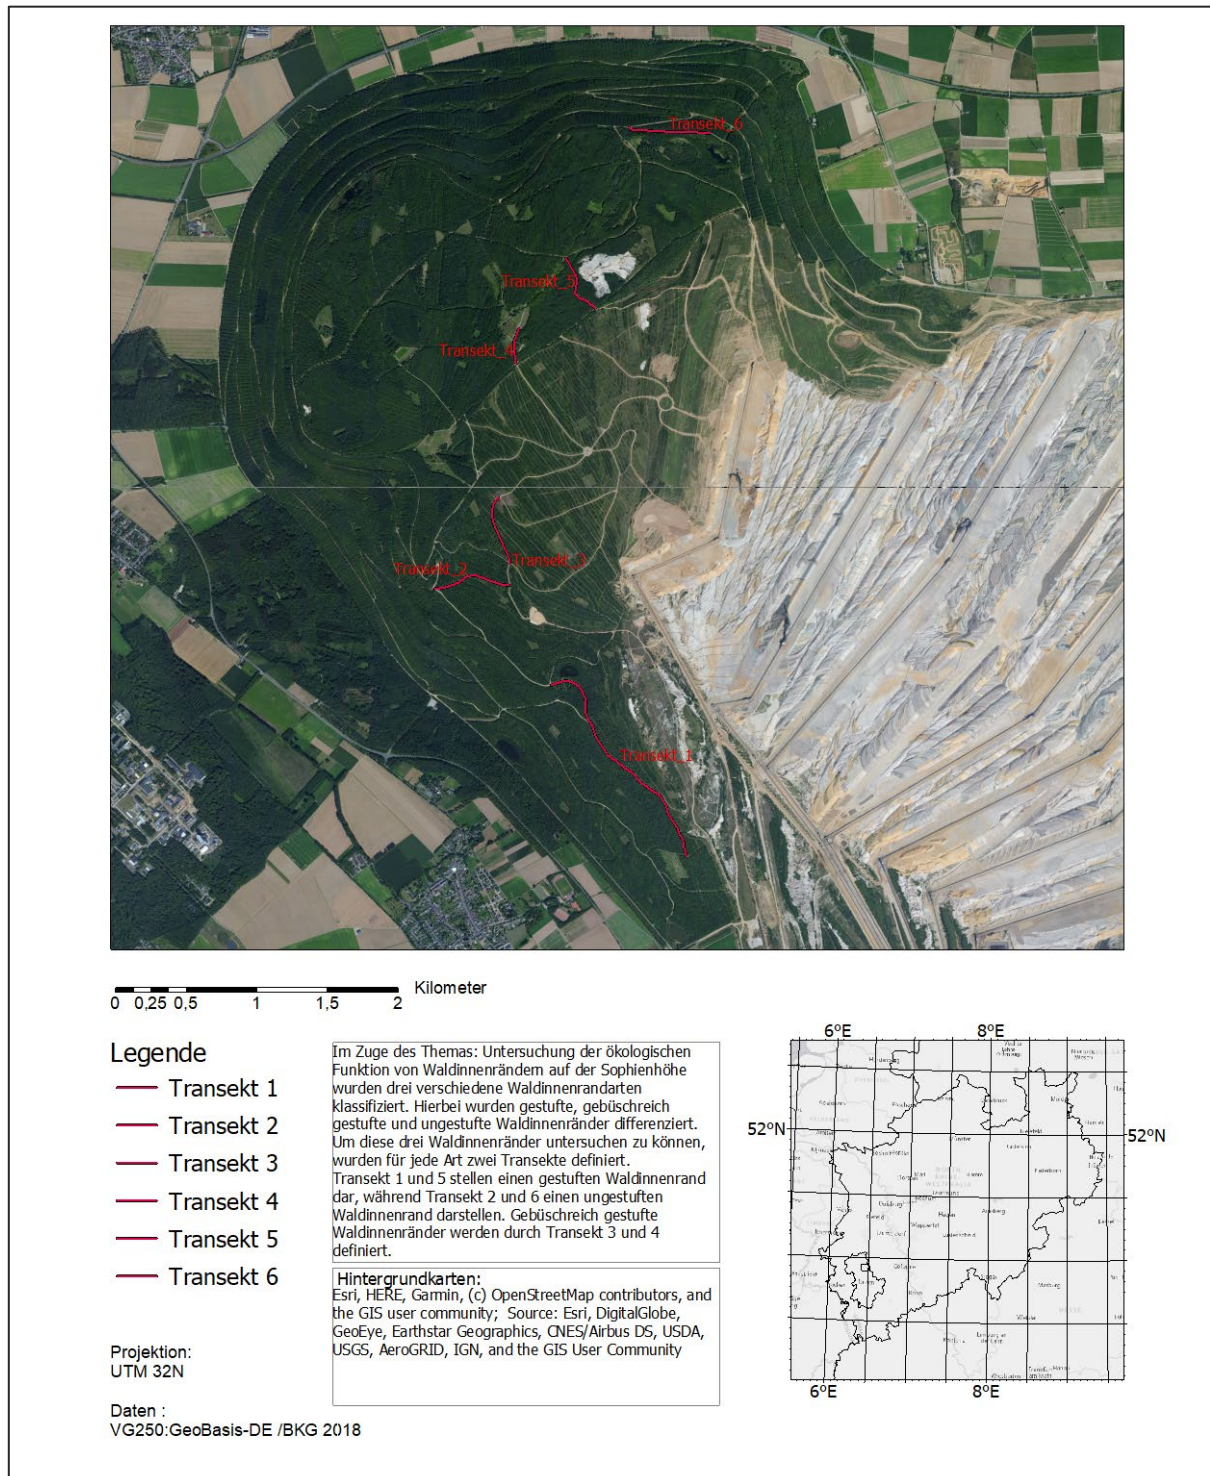 Transekt_6
Transekt_5
Transekt_4
Transekt_3
Transekt_2
Transekt_1
Kilometer
0 0,25 0,5 1 1,5 2
Legende
Transekt 1
Transekt 2
Transekt 3
Transekt 4
Transekt 5
Transekt 6
Projektion:
UTM 32N
Daten :
VG250:GeoBasis-DE /BKG 2018
Im Zuge des Themas: Untersuchung der ökologischen
Funktion von Waldinnenrändern auf der Sophienhöhe
wurden drei verschiedene Waldinnenrandarten
klassifiziert. Hierbei wurden gestufte, gebüschreich
gestufte und ungestufte Waldinnenränder differenziert.
Um diese drei Waldinnenränder untersuchen zu können,
wurden für jede Art zwei Transekte definiert.
Transekt 1 und 5 stellen einen gestuften Waldinnenrand
dar, während Transekt 2 und 6 einen ungestuften
Waldinnenrand darstellen. Gebüschreich gestufte
Waldinnenränder werden durch Transekt 3 und 4
definiert.
Hintergrundkarten:
Esri, HERE, Garmin, (c) OpenStreetMap contributors, and
the GIS user community; Source: Esri, DigitalGlobe,
GeoEye, Earthstar Geographics, CNES/Airbus DS, USDA,
USGS, AeroGRID, IGN, and the GIS User Community
6°E 8°E
52°N 52°N
6°E 8°E